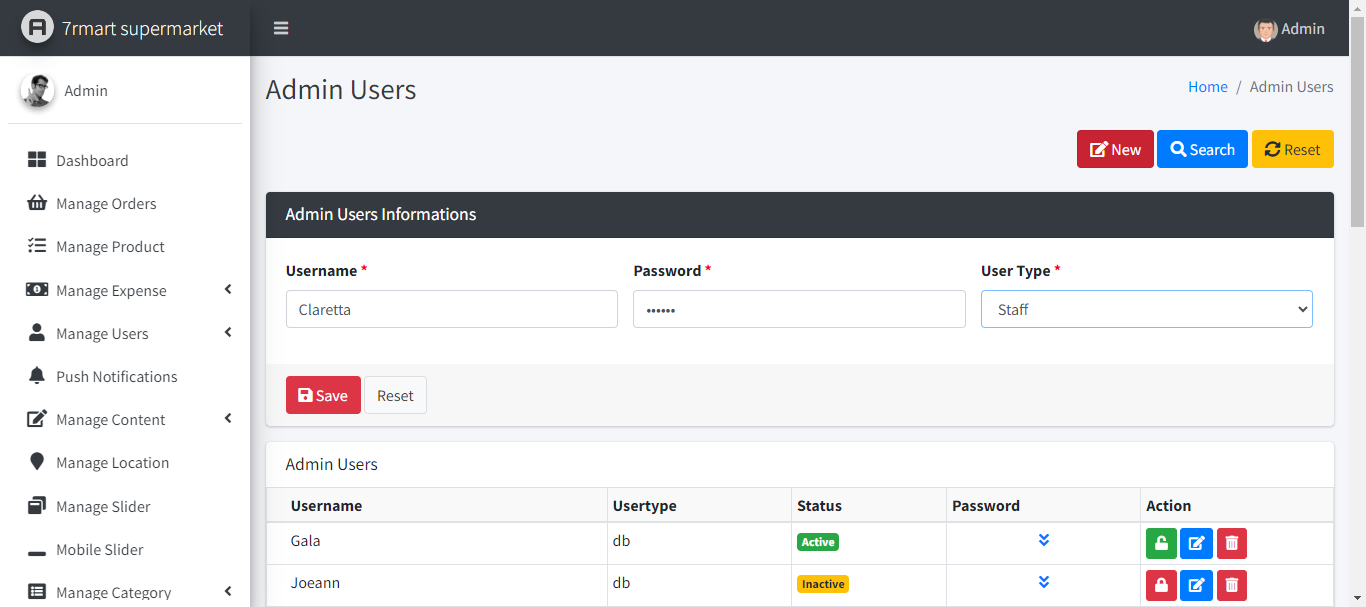 7rmart supermarket
Admin
Admin
Admin Users
Home / Admin Users
New Search Reset
Dashboard
Manage Orders
Manage Product
Manage Expense
Manage Users
Push Notifications
Manage Content
Manage Location
Manage Slider
Mobile Slider
Manage Category
Admin Users Informations
Username * Password * User Type *
Claretta •••••• Staff
Save Reset
Admin Users
Username Usertype Status Password Action
Gala db Active
Joeann db Inactive